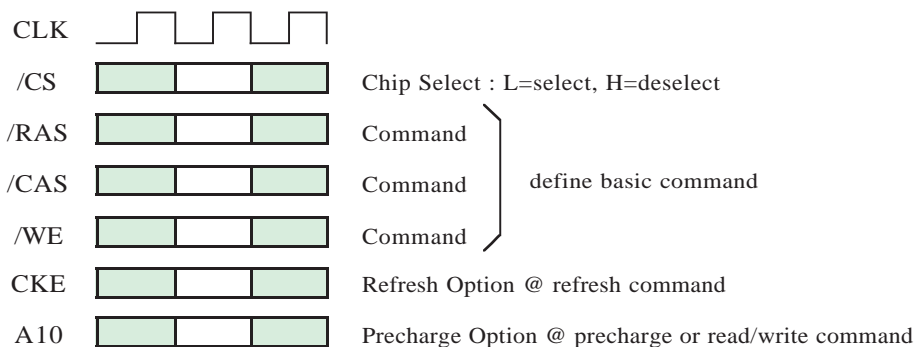 CLK
/CS Chip Select : L=select, H=deselect
/RAS Command
/CAS Command define basic command
/WE Command
CKE Refresh Option @ refresh command
A10 Precharge Option @ precharge or read/write command